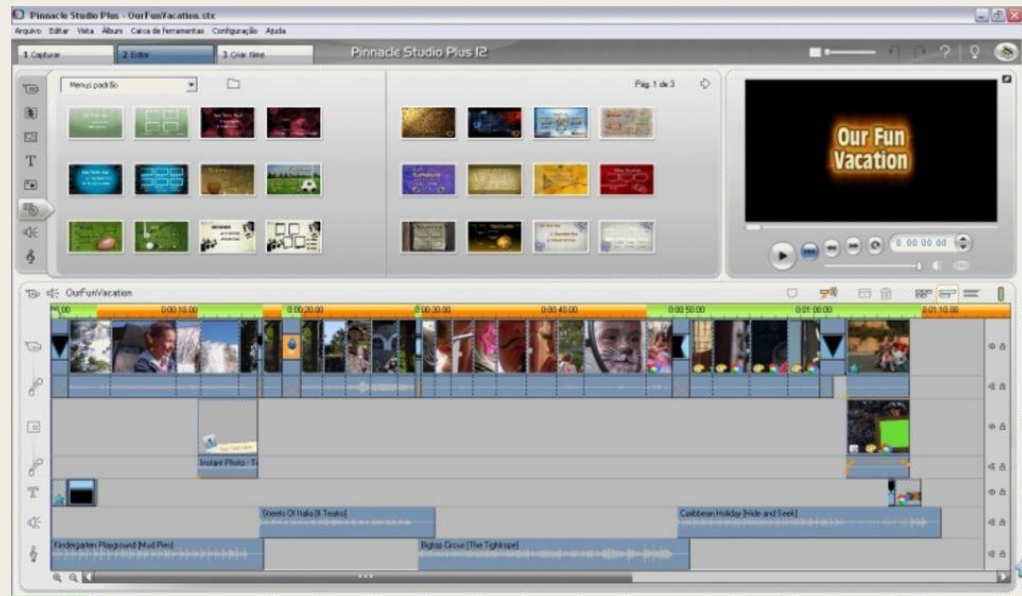 Pinnacle Studio Plus - OurFunVacation.stx
Arquivo Editar Vista Álbum Caixa de ferramentas Configuração Ajuda
1 Capturar 2 Editar 3 Criar filme Pinnacle Studio Plus 12
Menus padrão Pág. 1 de 3
Our Fun
Vacation
0:00:00.00
OurFunVacation
0:00:10.00 0:00:20.00 0:00:30.00 0:00:40.00 0:00:50.00 0:01:00.00 0:01:10.00
Instant Photo - T
Streets Of Italia [Il Teatro] Caribbean Holiday [Hide and Seek]
Kindergarten Playground [Mud Pies] Bigtop Circus [The Tightrope]